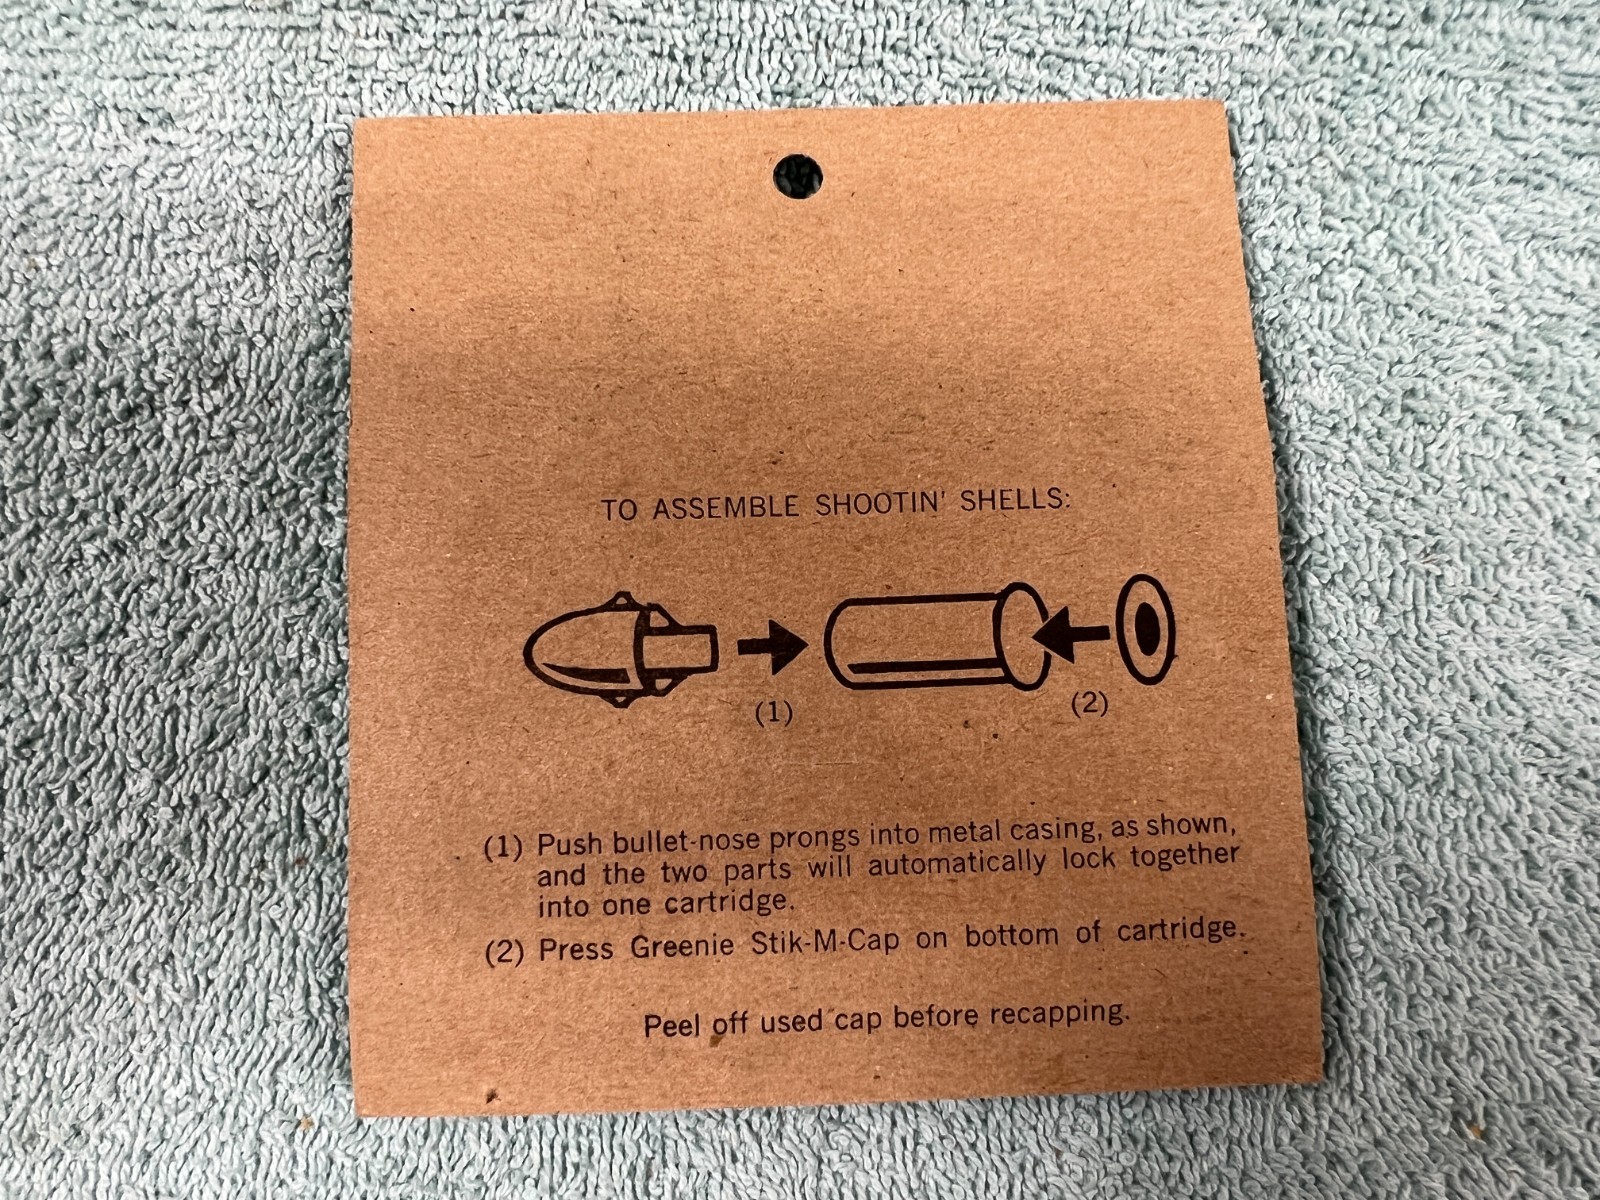 TO ASSEMBLE SHOOTIN' SHELLS:
(1) (2)
(1) Push bullet-nose prongs into metal casing, as shown,
and the two parts will automatically lock together
into one cartridge.
(2) Press Greenie Stik-M-Cap on bottom of cartridge.
Peel off used cap before recapping.